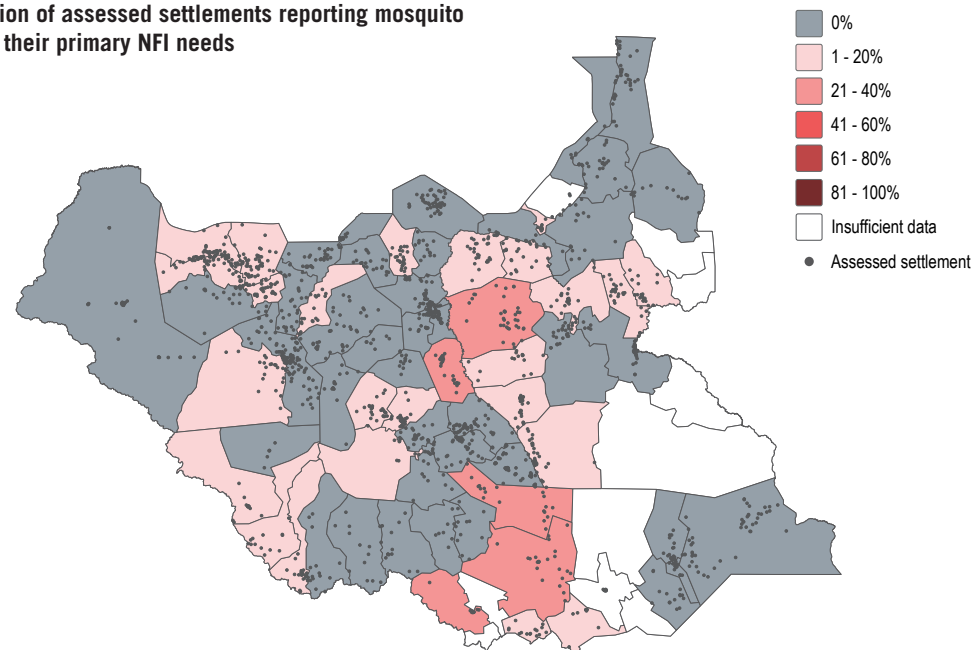 ion of assessed settlements reporting mosquito
their primary NFI needs
0%
1 - 20%
21 - 40%
41 - 60%
61 - 80%
81 - 100%
Insufficient data
Assessed settlement